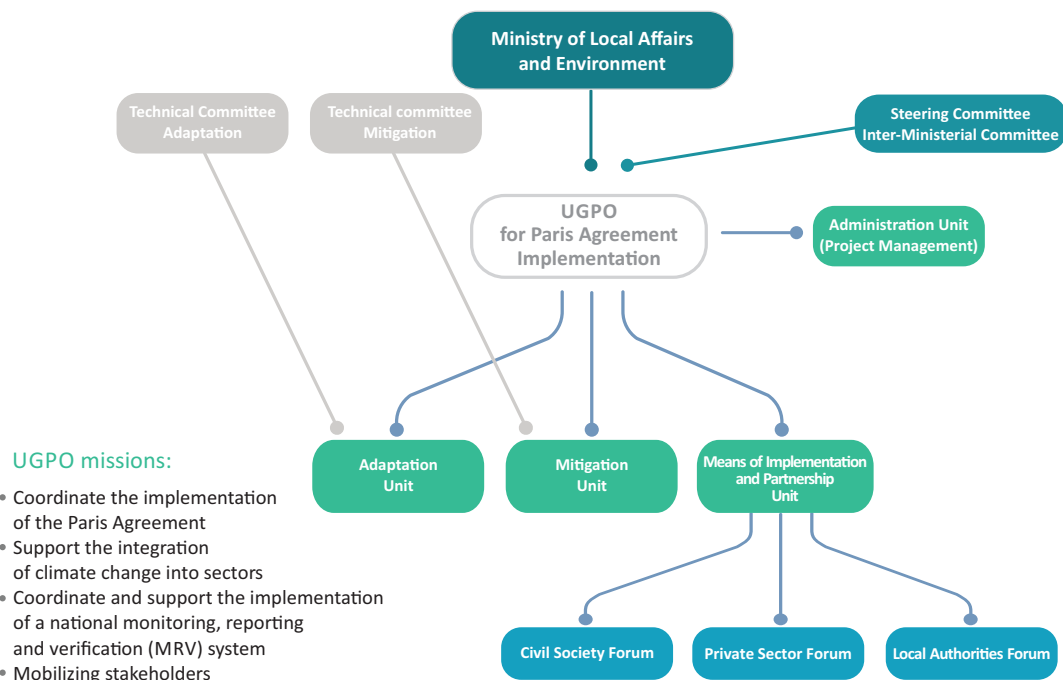 Ministry of Local Affairs
and Environment
Technical Committee
Adaptation
Technical committee
Mitigation
Steering Committee
Inter-Ministerial Committee
UGPO
for Paris Agreement
Implementation
Administration Unit
(Project Management)
Adaptation
Unit
Mitigation
Unit
Means of Implementation
and Partnership
Unit
UGPO missions:
• Coordinate the implementation
of the Paris Agreement
• Support the integration
of climate change into sectors
• Coordinate and support the implementation
of a national monitoring, reporting
and verification (MRV) system
• Mobilizing stakeholders
Civil Society Forum
Private Sector Forum
Local Authorities Forum